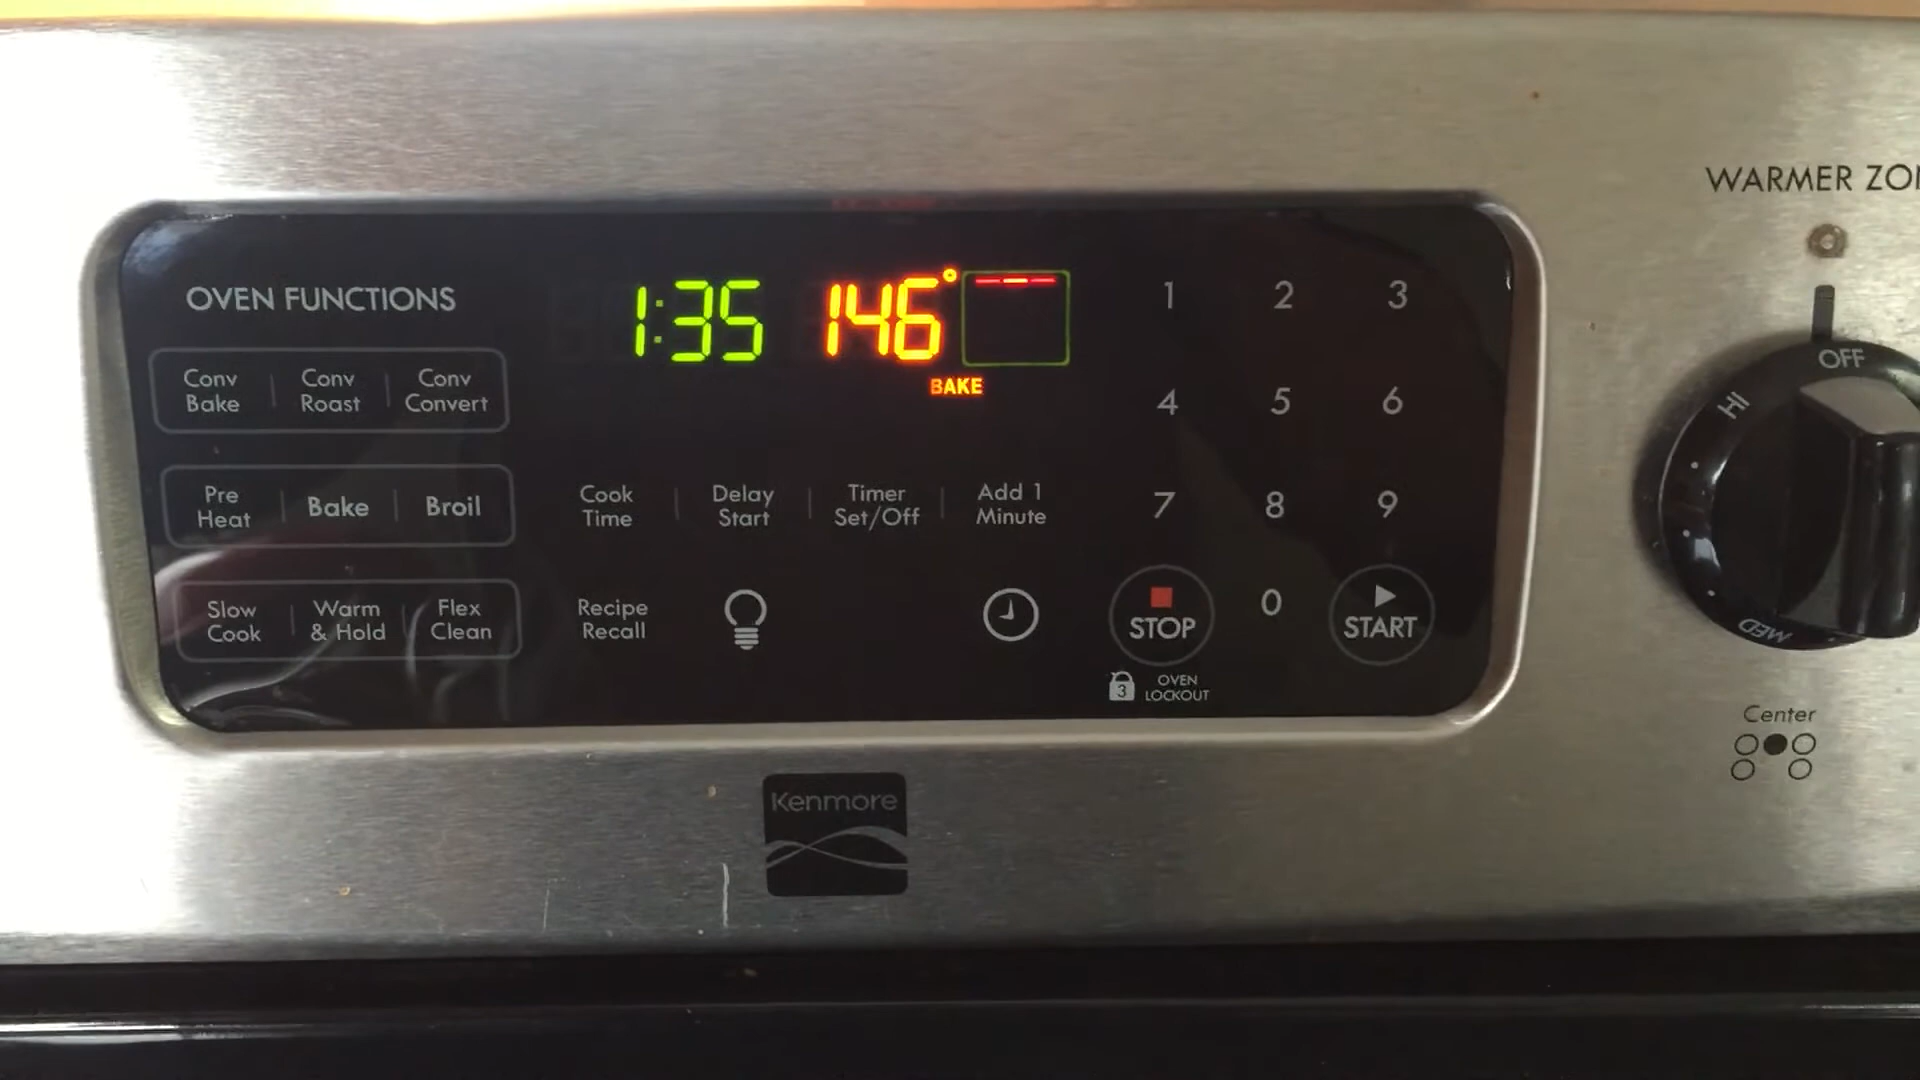 WARMER ZON
OVEN FUNCTIONS
1:35 146°
BAKE
1 2 3
Conv Bake
Conv Roast
Conv Convert
4 5 6
OFF
HI
MED
Pre Heat
Bake
Broil
Cook Time
Delay Start
Timer Set/Off
Add 1 Minute
7 8 9
Slow Cook
Warm & Hold
Flex Clean
Recipe Recall
STOP
0
START
3
OVEN LOCKOUT
Center
Kenmore